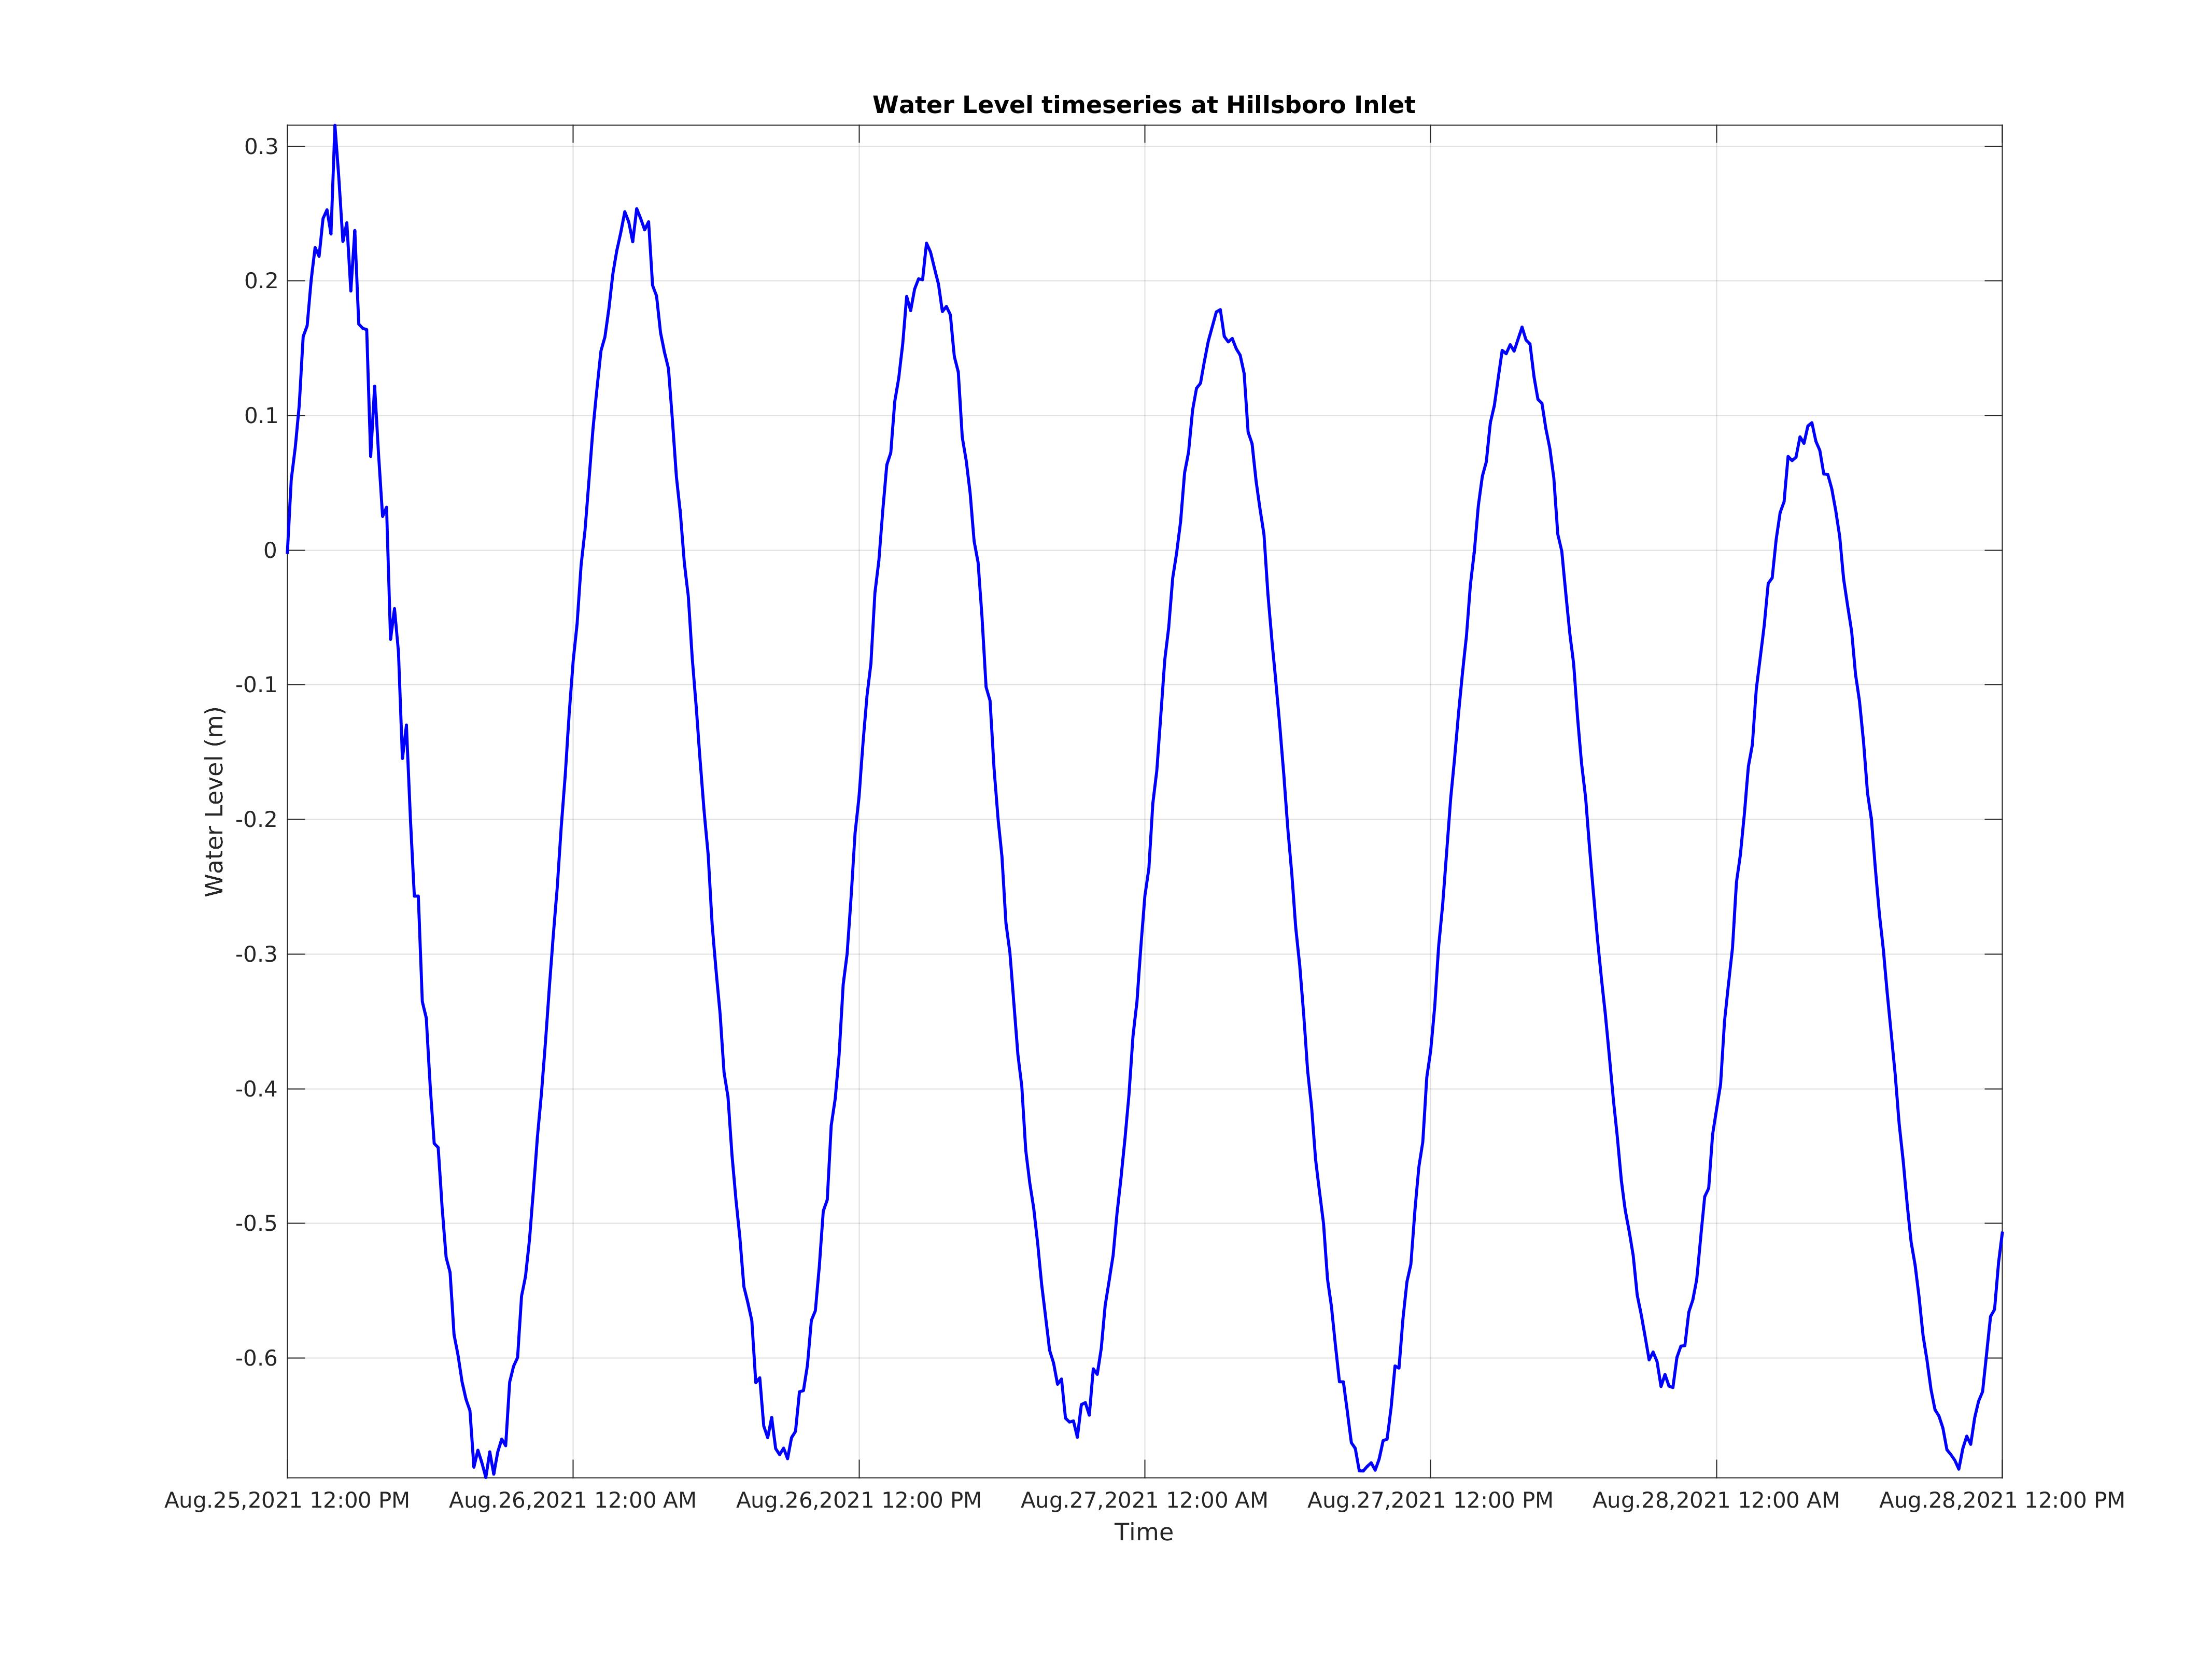 Water Level timeseries at Hillsboro Inlet
0.3
0.2
0.1
0
-0.1
-0.2
-0.3
-0.4
-0.5
-0.6
Water Level (m)
Aug.25,2021 12:00 PM
Aug.26,2021 12:00 AM
Aug.26,2021 12:00 PM
Aug.27,2021 12:00 AM
Aug.27,2021 12:00 PM
Aug.28,2021 12:00 AM
Aug.28,2021 12:00 PM
Time